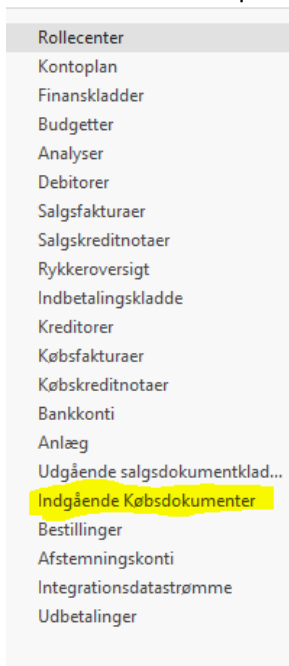 Rollecenter
Kontoplan
Finanskladder
Budgetter
Analyser
Debitorer
Salgsfakturaer
Salgskreditnotaer
Rykkeroversigt
Indbetalingskladde
Kreditorer
Købsfakturaer
Købskreditnotaer
Bankkonti
Anlæg
Udgående salgsdokumentklad...
Indgående Købsdokumenter
Bestillinger
Afstemningskonti
Integrationsdatastrømme
Udbetalinger